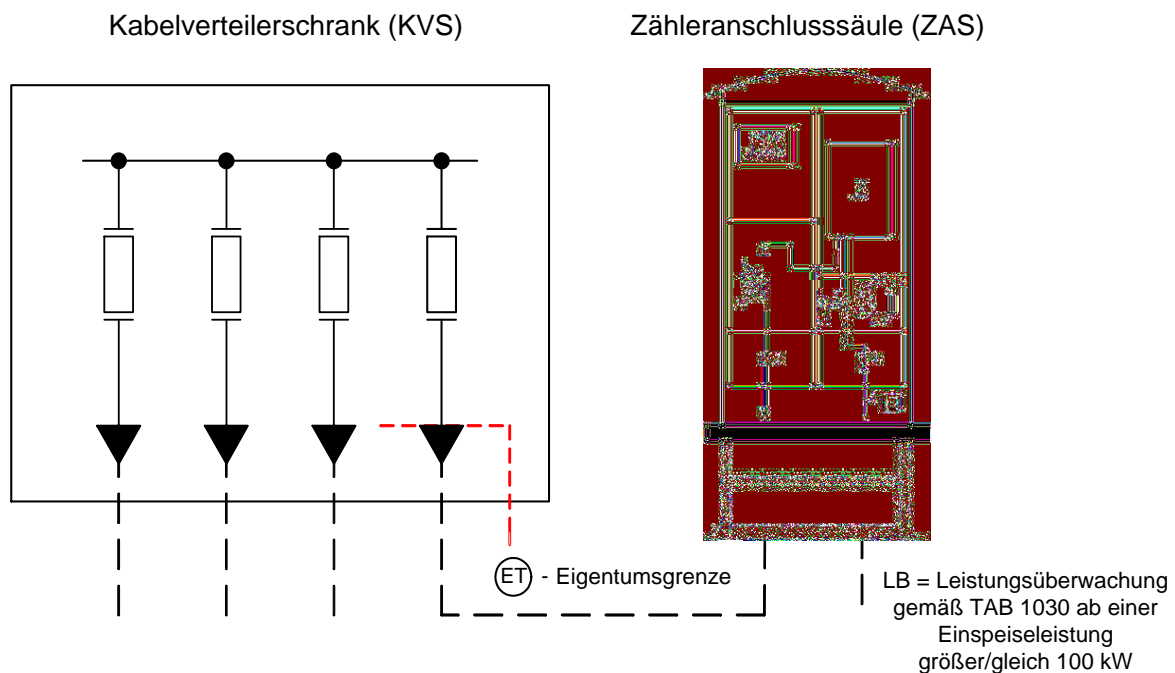 Kabelverteilerschrank (KVS)
Zähleranschlusssäule (ZAS)
ET - Eigentumsgrenze
LB = Leistungsüberwachung
gemäß TAB 1030 ab einer
Einspeiseleistung
größer/gleich 100 kW